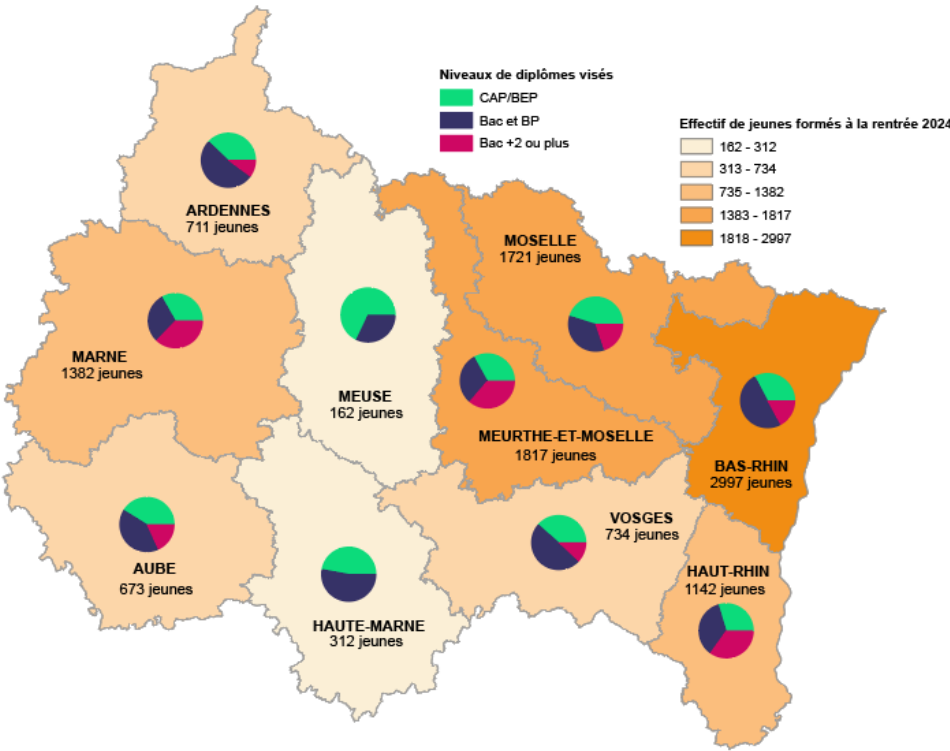 Niveaux de diplômes visés
CAP/BEP
Bac et BP
Bac +2 ou plus
Effectif de jeunes formés à la rentrée 2024
162 - 312
313 - 734
735 - 1382
1383 - 1817
1818 - 2997
ARDENNES
711 jeunes
MOSELLE
1721 jeunes
MARNE
1382 jeunes
MEUSE
162 jeunes
MEURTHE-ET-MOSELLE
1817 jeunes
BAS-RHIN
2997 jeunes
VOSGES
734 jeunes
AUBE
673 jeunes
HAUT-RHIN
1142 jeunes
HAUTE-MARNE
312 jeunes